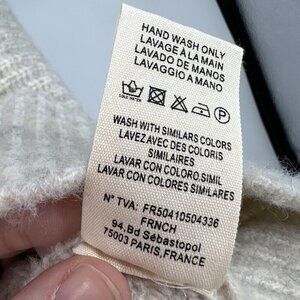 HAND WASH ONLY
LAVAGE À LA MAIN
LAVADO DE MANOS
LAVAGGIO A MANO
WASH WITH SIMILARS COLORS
LAVEZ AVEC DES COLORIS
SIMILAIRES
LAVAR CON COLORO.SIMIL
LAVAR CON COLORES SIMILARES
N° TVA: FR50410504336
FRNCH
94,Bd Sébastopol
75003 PARIS,FRANCE